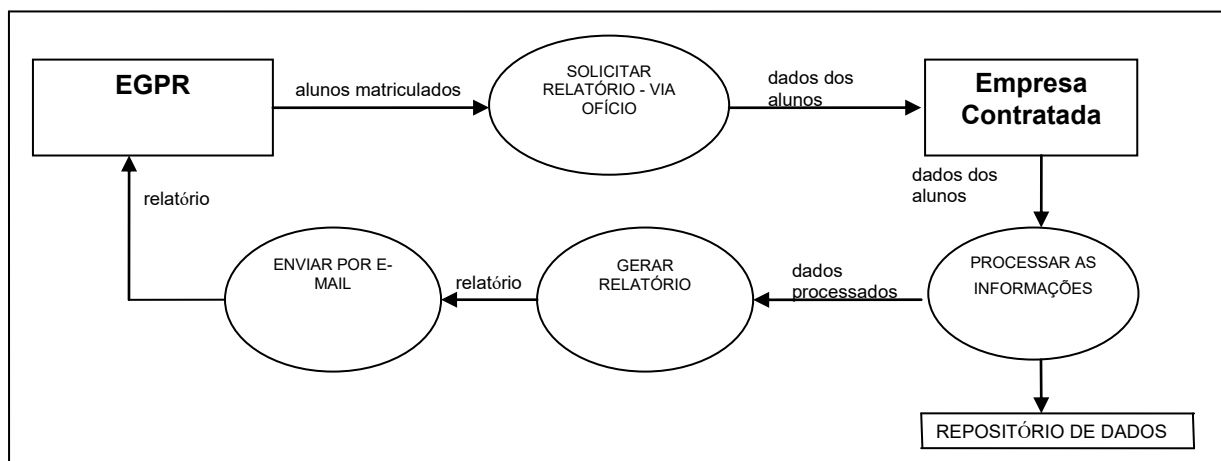 EGPR
alunos matriculados
SOLICITAR
RELATÓRIO - VIA
OFÍCIO
dados dos
alunos
Empresa
Contratada
dados dos
alunos
relatório
ENVIAR POR E-
MAIL
relatório
GERAR
RELATÓRIO
dados
processados
PROCESSAR AS
INFORMAÇÕES
REPOSITÓRIO DE DADOS